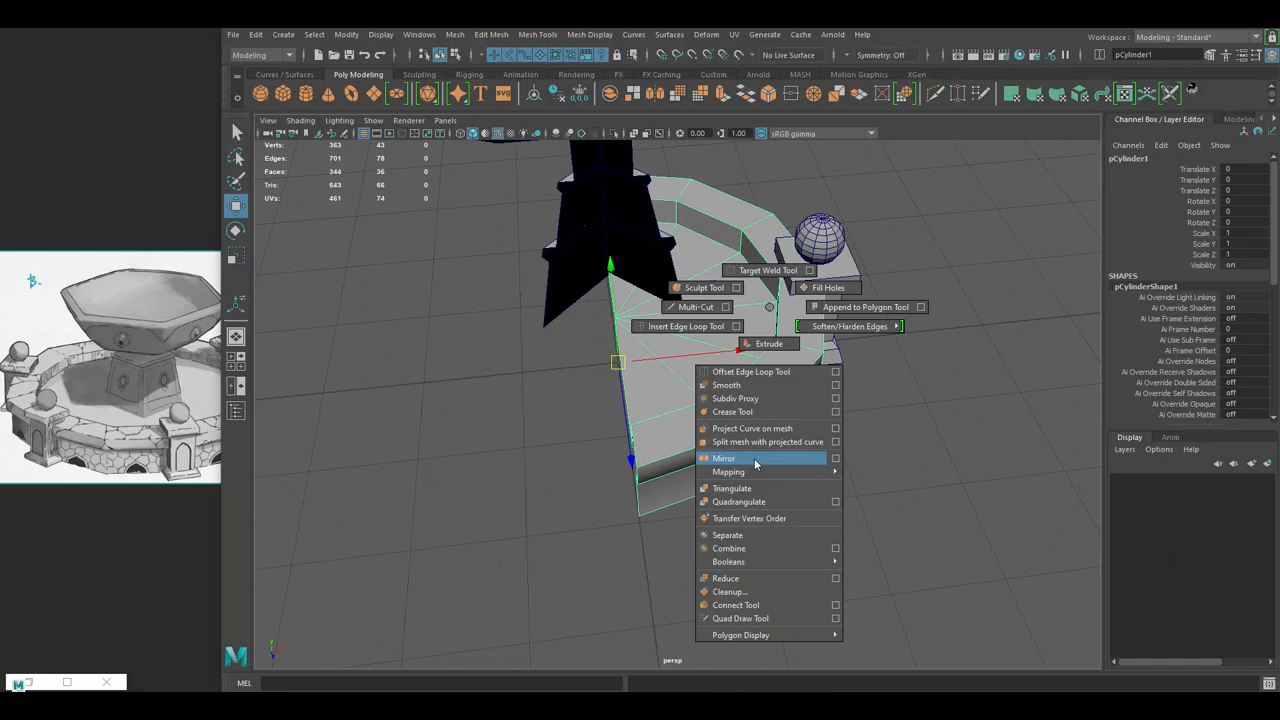 File Edit Create Select Modify Display Windows Mesh Edit Mesh Mesh Tools Mesh Display Curves Surfaces Deform UV Generate Cache Arnold Help
Workspace: Modeling - Standard*
Modeling
No Live Surface
Symmetry: Off
pCylinder1
Curves / Surfaces Poly Modeling Sculpting Rigging Animation Rendering FX FX Caching Custom Arnold MASH Motion Graphics XGen
View Shading Lighting Show Renderer Panels
0.00 1.00 sRGB gamma
Verts: 363 43 0
Edges: 701 78 0
Faces: 344 36 0
Tris: 643 66 0
UVs: 461 74 0
B.
Target Weld Tool
Sculpt Tool
Fill Holes
Multi-Cut
Append to Polygon Tool
Insert Edge Loop Tool
Soften/Harden Edges
Extrude
Offset Edge Loop Tool
Smooth
Subdiv Proxy
Crease Tool
Project Curve on mesh
Split mesh with projected curve
Mirror
Mapping
Triangulate
Quadrangulate
Transfer Vertex Order
Separate
Combine
Booleans
Reduce
Cleanup...
Connect Tool
Quad Draw Tool
Polygon Display
persp
MEL
Channel Box / Layer Editor
Channels Edit Object Show
pCylinder1
Translate X 0
Translate Y 0
Translate Z 0
Rotate X 0
Rotate Y 0
Rotate Z 0
Scale X 1
Scale Y 1
Scale Z 1
Visibility on
SHAPES
pCylinderShape1
Ai Override Light Linking on
Ai Override Shaders on
Ai Use Frame Extension off
Ai Frame Number 0
Ai Use Sub Frame off
Ai Frame Offset 0
Ai Override Nodes off
Ai Override Receive Shadows off
Ai Override Double Sided off
Ai Override Self Shadows off
Ai Override Opaque off
Ai Override Matte off
Display Anim
Layers Options Help